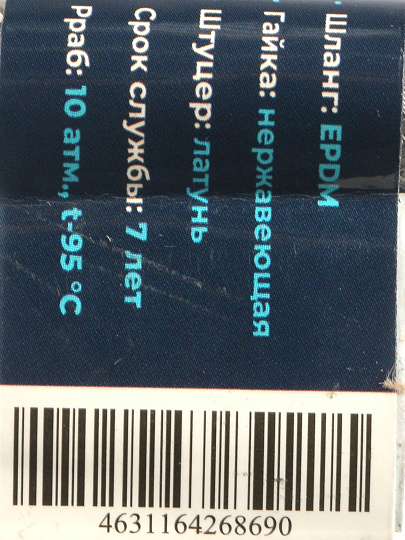 Шланг: EPDM
Гайка: нержавеющая
Штуцер: латунь
Срок службы: 7 лет
Рраб: 10 атм., t-95 °С
4631164268690